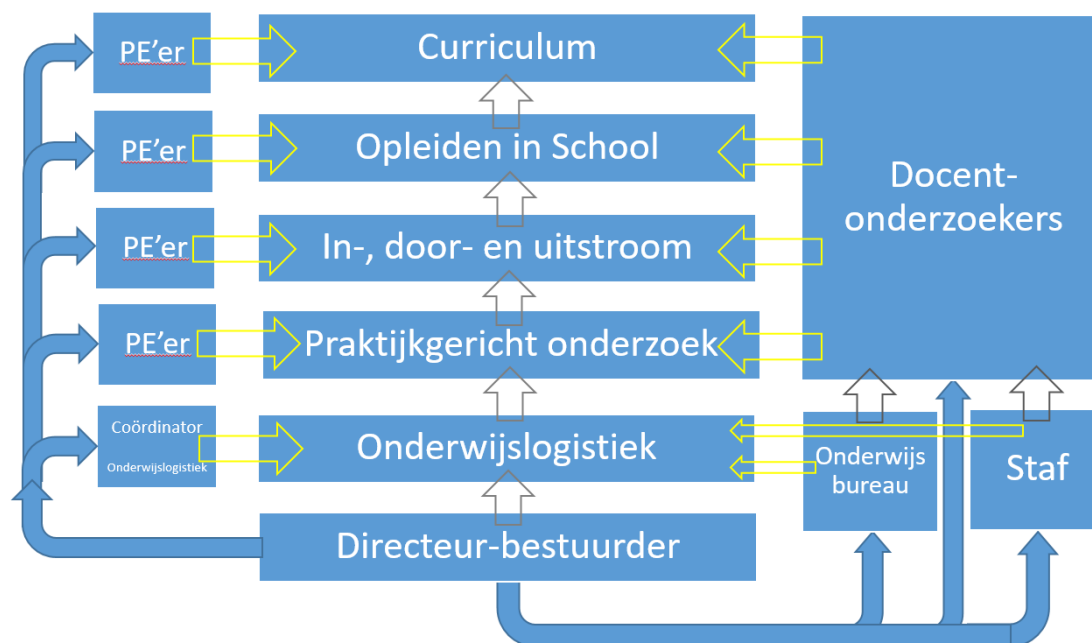 PE'er
Curriculum
PE'er
Opleiden in School
Docent-
onderzoekers
PE'er
In-, door- en uitstroom
PE'er
Praktijkgericht onderzoek
Coördinator
Onderwijslogistiek
Onderwijslogistiek
Onderwijs
bureau
Staf
Directeur-bestuurder